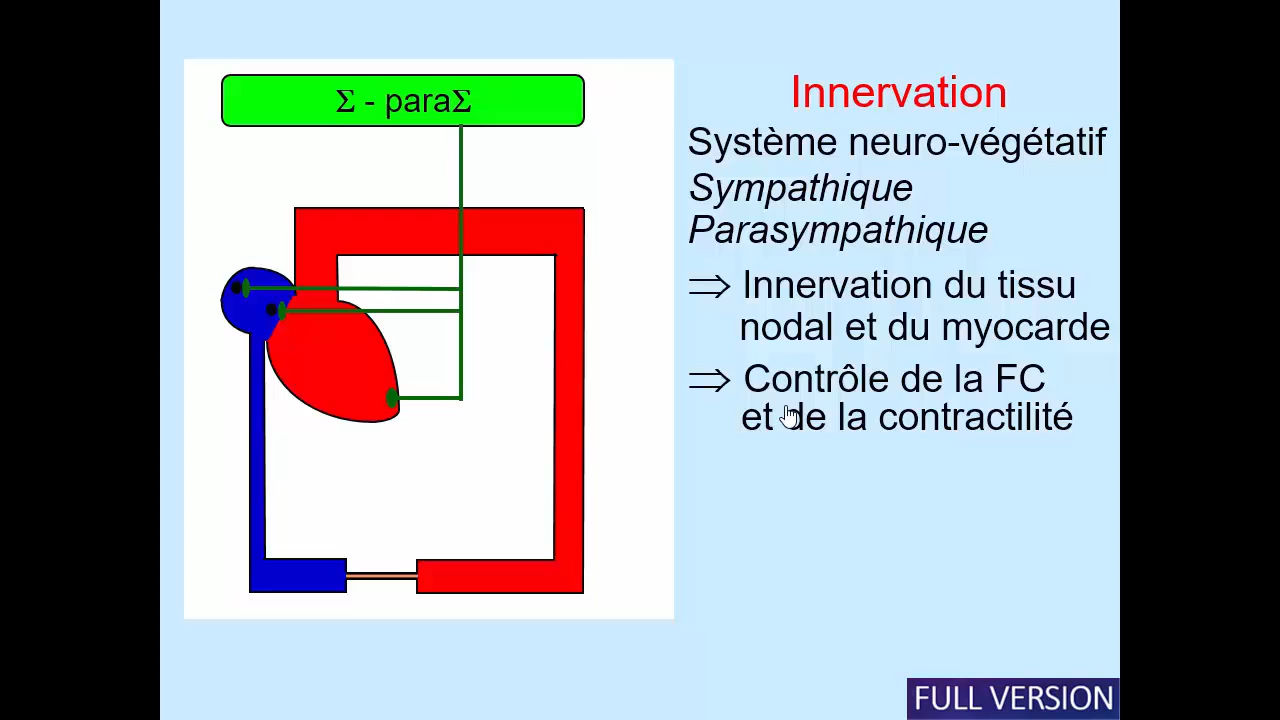 Σ - paraΣ
Innervation
Système neuro-végétatif
Sympathique
Parasympathique
⇒ Innervation du tissu
nodal et du myocarde
⇒ Contrôle de la FC
et de la contractilité
FULL VERSION